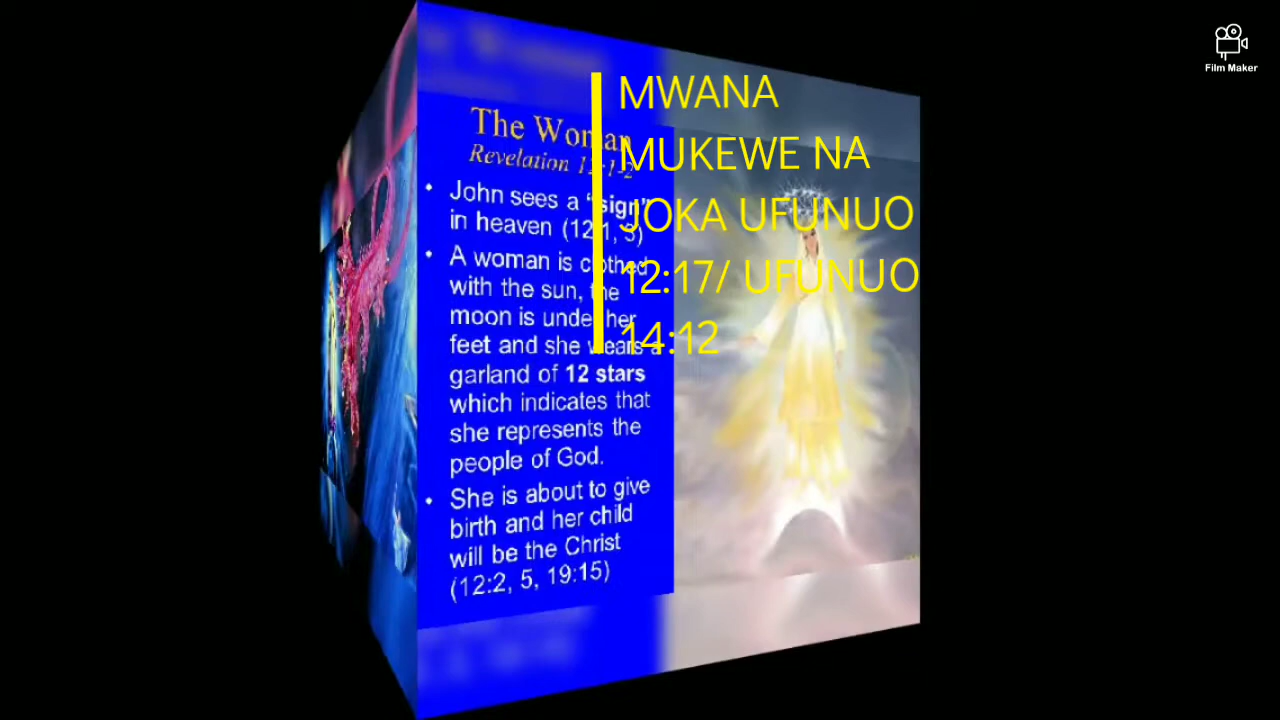 Film Maker
MWANA
MUKEWE NA
JOKA UFUNUO
12:17/ UFUNUO
14:12
The Woman
Revelation 12:1-2
• John sees a "sign"
in heaven (12:1, 3)
• A woman is clothed
with the sun, the
moon is under her
feet and she wears a
garland of 12 stars
which indicates that
she represents the
people of God.
• She is about to give
birth and her child
will be the Christ
(12:2, 5, 19:15)